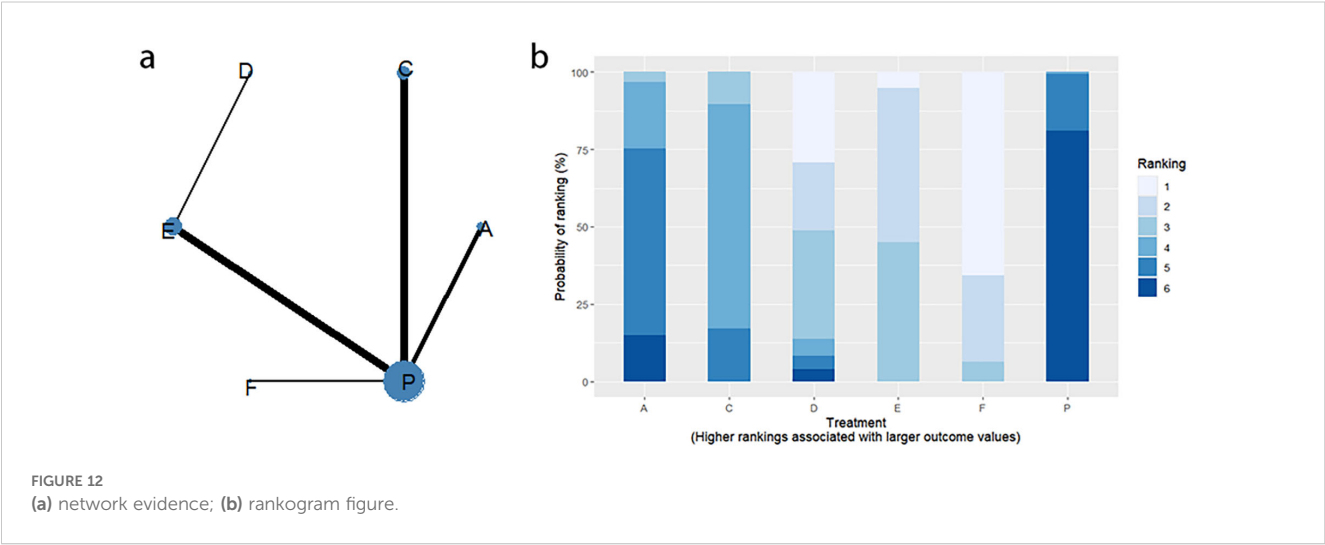 a
D
C
E
A
F
P
b
Probability of ranking (%)
100
75
50
25
0
A C D E F P
Treatment
(Higher rankings associated with larger outcome values)
Ranking
1
2
3
4
5
6
FIGURE 12
(a) network evidence; (b) rankogram figure.